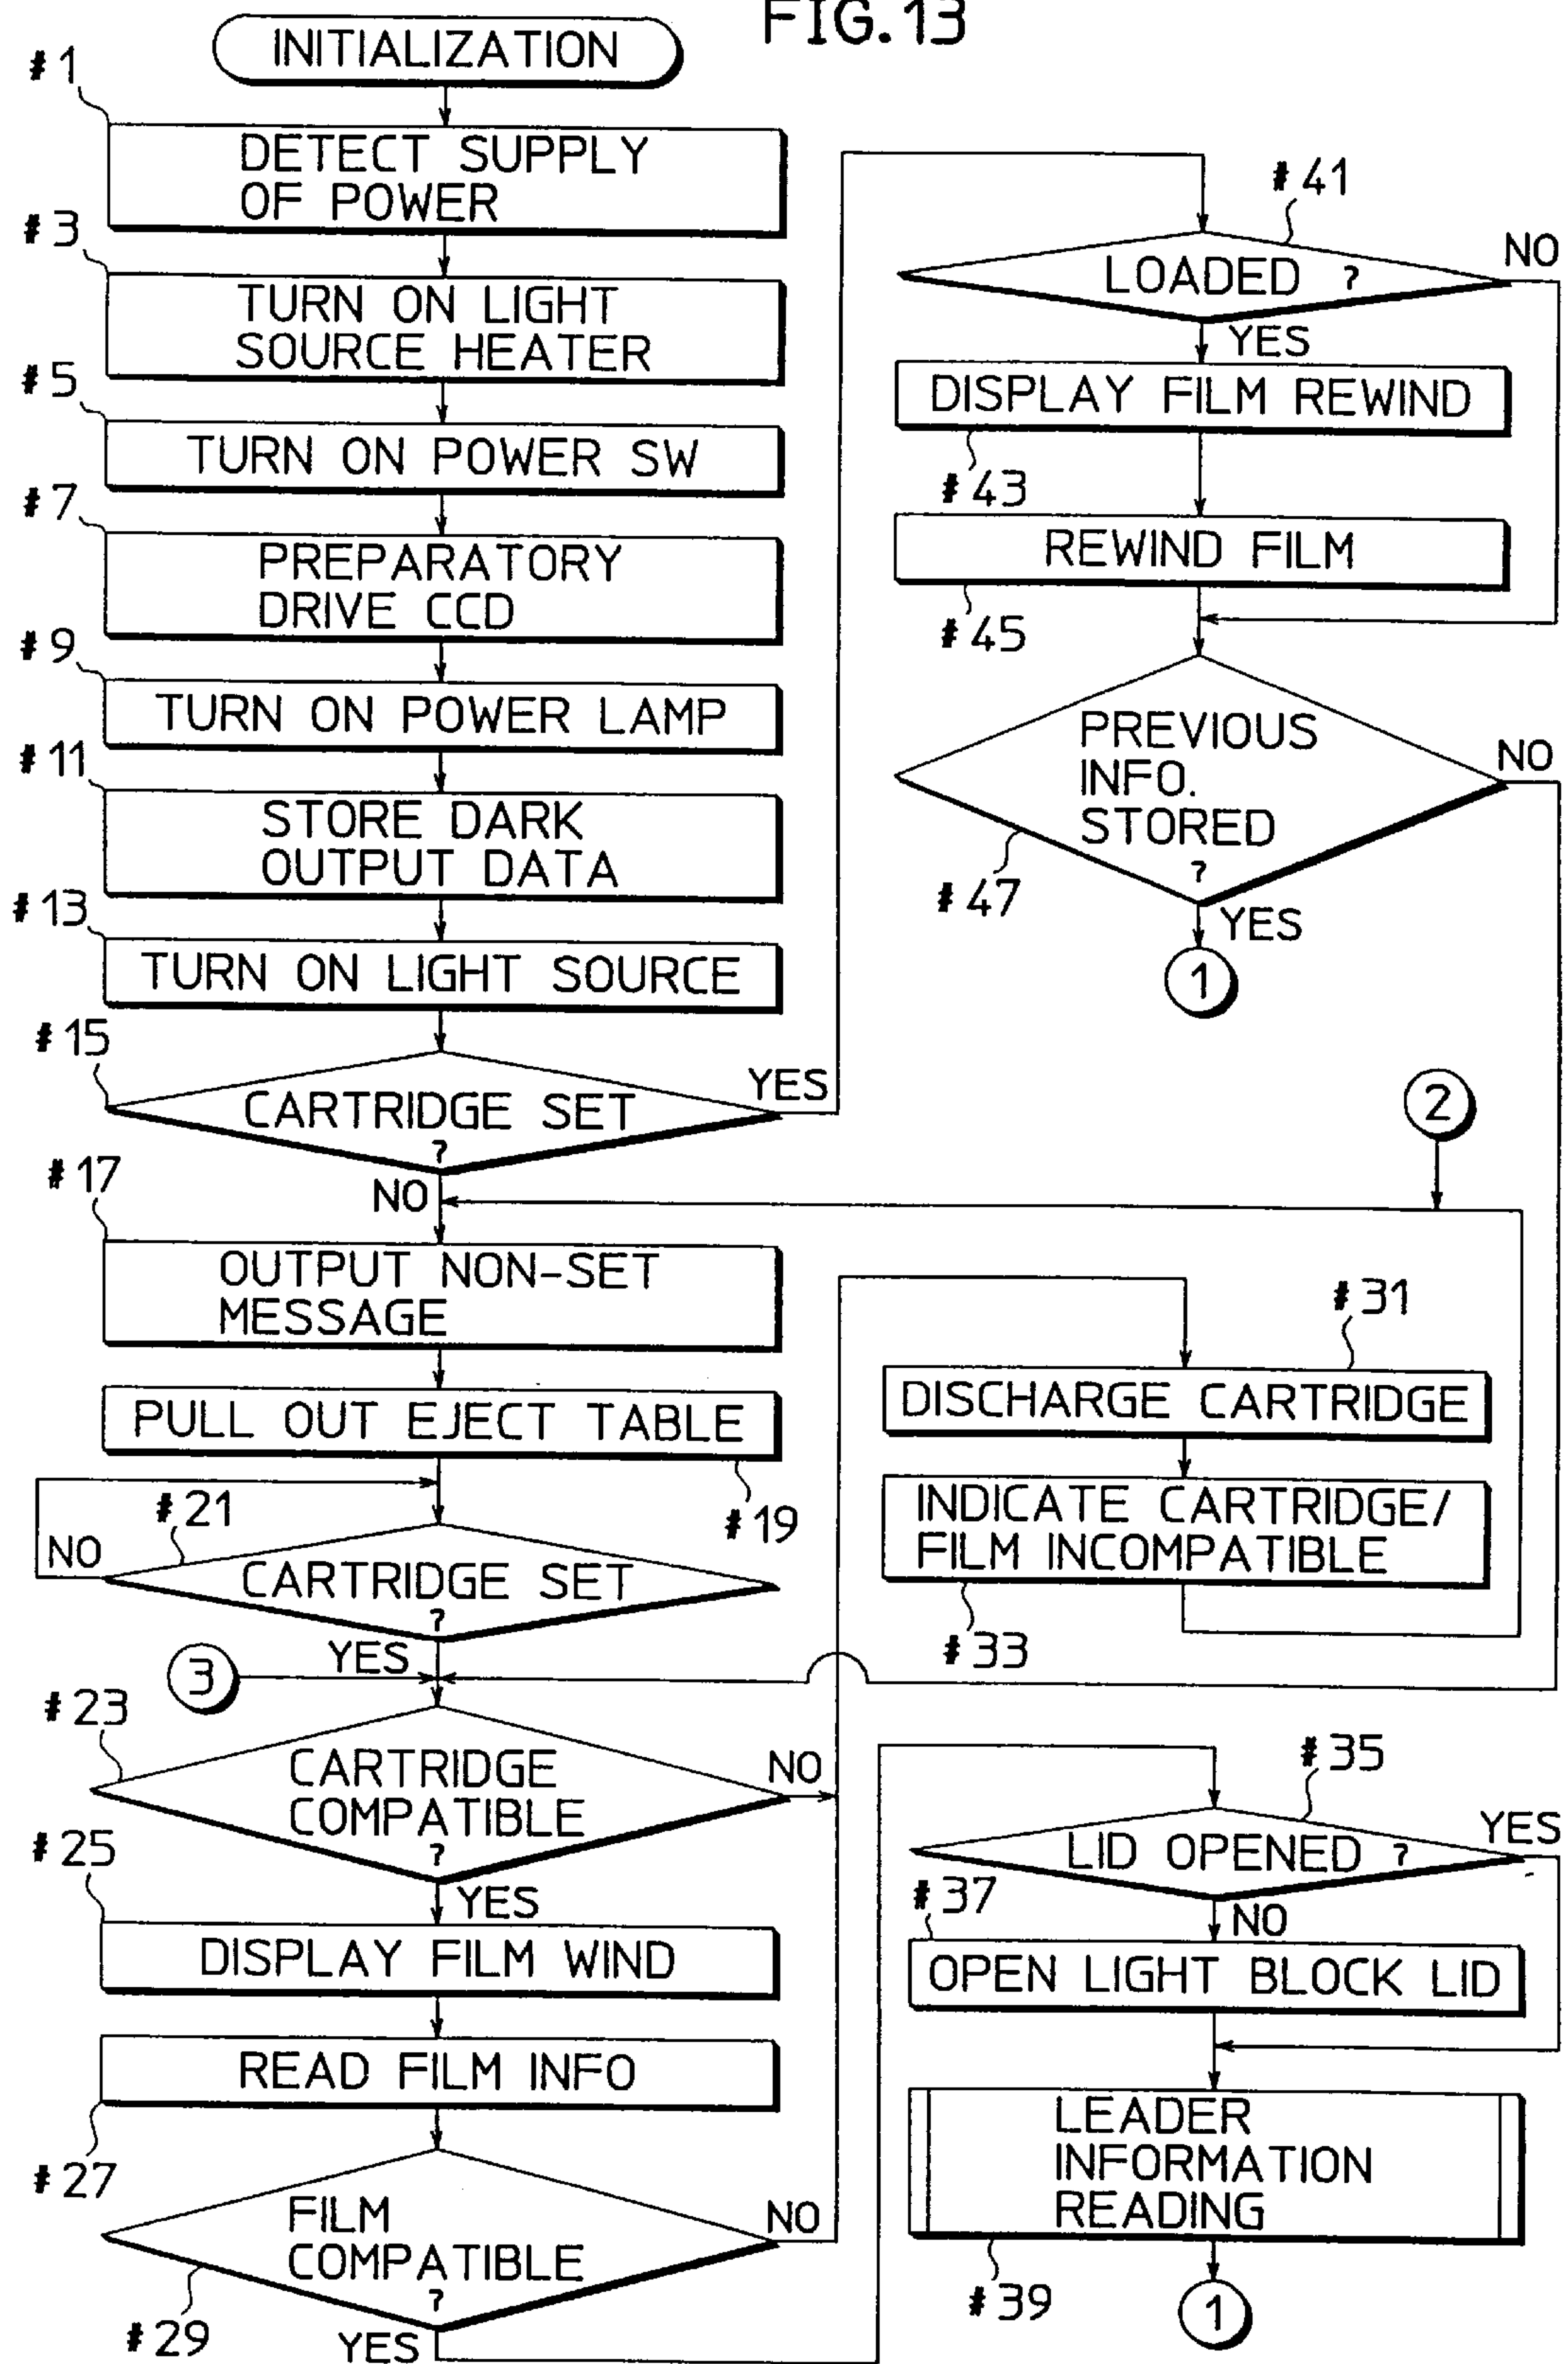 FIG.13
INITIALIZATION
#1
DETECT SUPPLY
OF POWER
#3
TURN ON LIGHT
SOURCE HEATER
#5
TURN ON POWER SW
#7
PREPARATORY
DRIVE CCD
#9
TURN ON POWER LAMP
#11
STORE DARK
OUTPUT DATA
#13
TURN ON LIGHT SOURCE
#15
CARTRIDGE SET
?
YES
NO
#17
OUTPUT NON-SET
MESSAGE
PULL OUT EJECT TABLE
#19
#21
NO
CARTRIDGE SET
?
YES
3
#23
CARTRIDGE
COMPATIBLE
?
NO
YES
#25
DISPLAY FILM WIND
READ FILM INFO
#27
FILM
COMPATIBLE
?
NO
#29
YES
#41
LOADED ?
NO
YES
DISPLAY FILM REWIND
#43
REWIND FILM
#45
PREVIOUS
INFO.
STORED
?
NO
#47
YES
1
2
#31
DISCHARGE CARTRIDGE
INDICATE CARTRIDGE/
FILM INCOMPATIBLE
#33
#35
LID OPENED ?
YES
#37
NO
OPEN LIGHT BLOCK LID
LEADER
INFORMATION
READING
#39
1